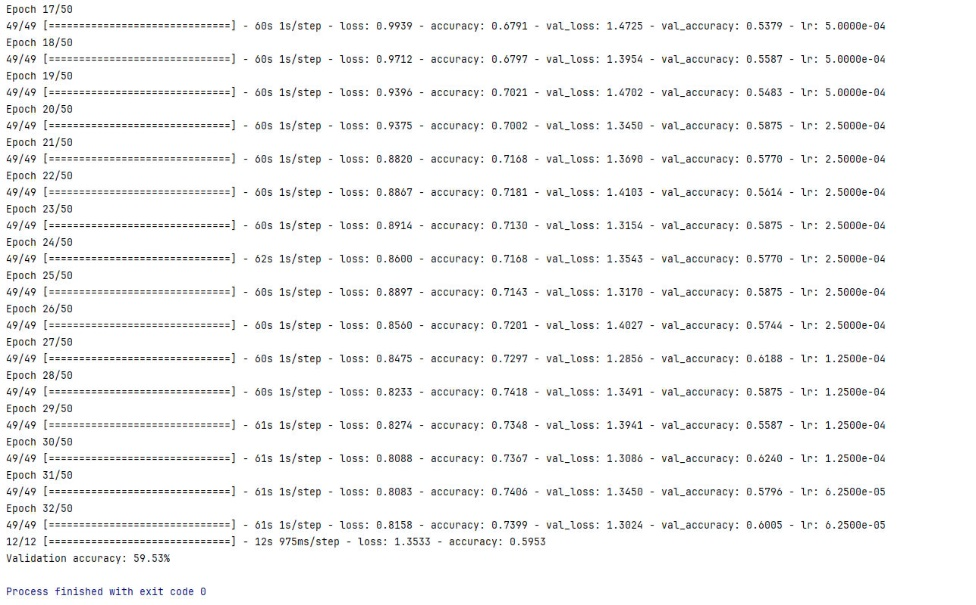 Epoch 17/50
49/49 [==============================] - 60s 1s/step - loss: 0.9939 - accuracy: 0.6791 - val_loss: 1.4725 - val_accuracy: 0.5379 - lr: 5.0000e-04
Epoch 18/50
49/49 [==============================] - 60s 1s/step - loss: 0.9712 - accuracy: 0.6797 - val_loss: 1.3954 - val_accuracy: 0.5587 - lr: 5.0000e-04
Epoch 19/50
49/49 [==============================] - 60s 1s/step - loss: 0.9396 - accuracy: 0.7021 - val_loss: 1.4702 - val_accuracy: 0.5483 - lr: 5.0000e-04
Epoch 20/50
49/49 [==============================] - 60s 1s/step - loss: 0.9375 - accuracy: 0.7002 - val_loss: 1.3450 - val_accuracy: 0.5875 - lr: 2.5000e-04
Epoch 21/50
49/49 [==============================] - 60s 1s/step - loss: 0.8820 - accuracy: 0.7168 - val_loss: 1.3690 - val_accuracy: 0.5770 - lr: 2.5000e-04
Epoch 22/50
49/49 [==============================] - 60s 1s/step - loss: 0.8867 - accuracy: 0.7181 - val_loss: 1.4103 - val_accuracy: 0.5614 - lr: 2.5000e-04
Epoch 23/50
49/49 [==============================] - 60s 1s/step - loss: 0.8914 - accuracy: 0.7130 - val_loss: 1.3154 - val_accuracy: 0.5875 - lr: 2.5000e-04
Epoch 24/50
49/49 [==============================] - 62s 1s/step - loss: 0.8600 - accuracy: 0.7168 - val_loss: 1.3543 - val_accuracy: 0.5770 - lr: 2.5000e-04
Epoch 25/50
49/49 [==============================] - 60s 1s/step - loss: 0.8897 - accuracy: 0.7143 - val_loss: 1.3170 - val_accuracy: 0.5875 - lr: 2.5000e-04
Epoch 26/50
49/49 [==============================] - 60s 1s/step - loss: 0.8560 - accuracy: 0.7201 - val_loss: 1.4027 - val_accuracy: 0.5744 - lr: 2.5000e-04
Epoch 27/50
49/49 [==============================] - 60s 1s/step - loss: 0.8475 - accuracy: 0.7297 - val_loss: 1.2856 - val_accuracy: 0.6188 - lr: 1.2500e-04
Epoch 28/50
49/49 [==============================] - 60s 1s/step - loss: 0.8233 - accuracy: 0.7418 - val_loss: 1.3491 - val_accuracy: 0.5875 - lr: 1.2500e-04
Epoch 29/50
49/49 [==============================] - 61s 1s/step - loss: 0.8274 - accuracy: 0.7348 - val_loss: 1.3941 - val_accuracy: 0.5587 - lr: 1.2500e-04
Epoch 30/50
49/49 [==============================] - 61s 1s/step - loss: 0.8088 - accuracy: 0.7367 - val_loss: 1.3086 - val_accuracy: 0.6240 - lr: 1.2500e-04
Epoch 31/50
49/49 [==============================] - 61s 1s/step - loss: 0.8083 - accuracy: 0.7406 - val_loss: 1.3450 - val_accuracy: 0.5796 - lr: 6.2500e-05
Epoch 32/50
49/49 [==============================] - 61s 1s/step - loss: 0.8158 - accuracy: 0.7399 - val_loss: 1.3024 - val_accuracy: 0.6005 - lr: 6.2500e-05
12/12 [==============================] - 12s 975ms/step - loss: 1.3533 - accuracy: 0.5953
Validation accuracy: 59.53%
Process finished with exit code 0